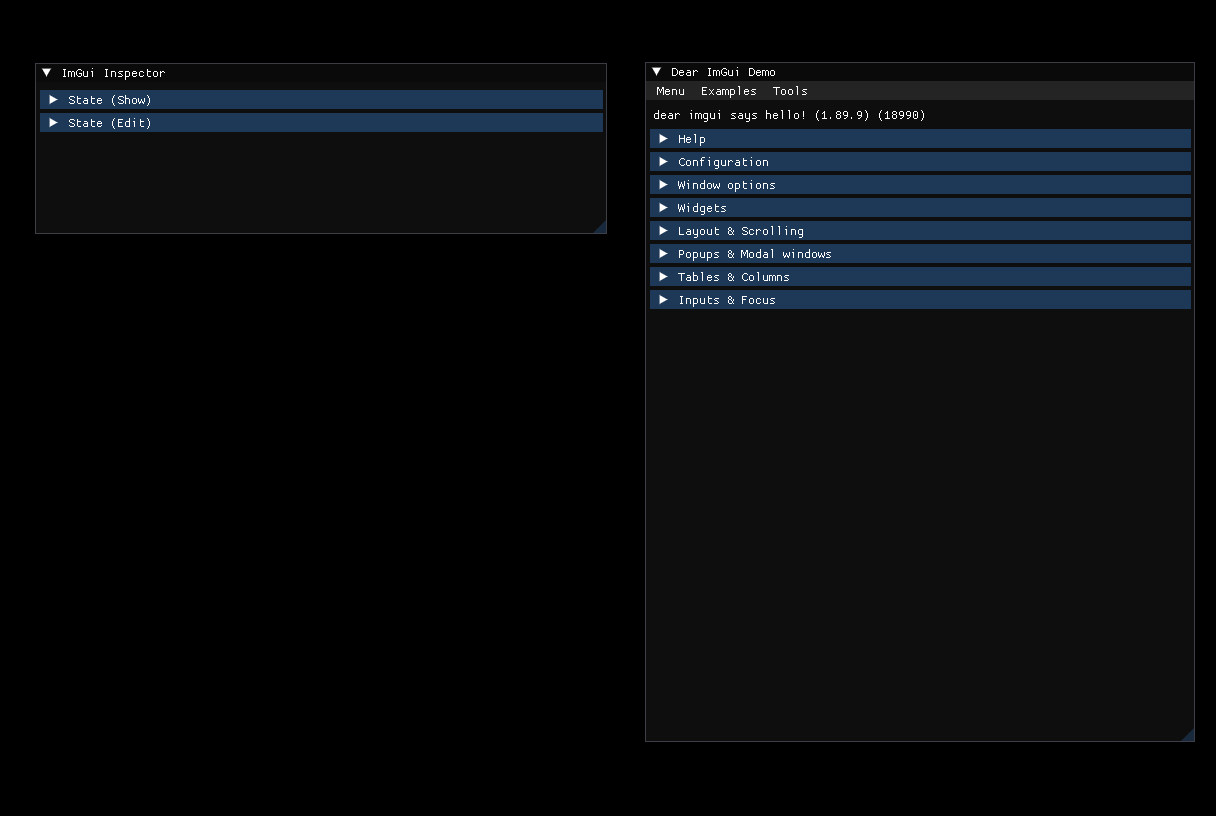 ImGui Inspector
State (Show)
State (Edit)
Dear ImGui Demo
Menu Examples Tools
dear imgui says hello! (1.89.9) (18990)
Help
Configuration
Window options
Widgets
Layout & Scrolling
Popups & Modal windows
Tables & Columns
Inputs & Focus